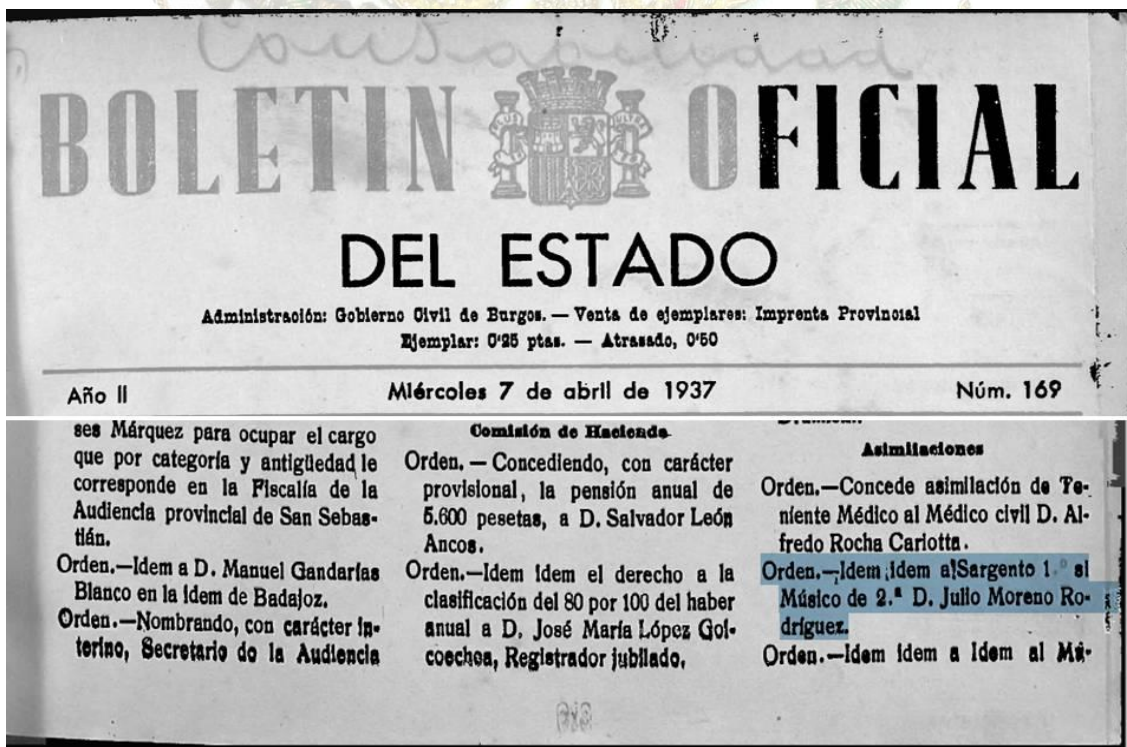 Contabilidad
BOLETIN OFICIAL
DEL ESTADO
Administración: Gobierno Civil de Burgos. — Venta de ejemplares: Imprenta Provincial
Ejemplar: 0'25 ptas. — Atrasado, 0'50
Año II
Miércoles 7 de abril de 1937
Núm. 169
ses Márquez para ocupar el cargo
que por categoría y antigüedad le
corresponde en la Fiscalía de la
Audiencia provincial de San Sebas-
tián.
Orden.—Idem a D. Manuel Gandarias
Blanco en la idem de Badajoz.
Orden.—Nombrando, con carácter in-
terino, Secretario de la Audiencia
Comisión de Hacienda
Orden. — Concediendo, con carácter
provisional, la pensión anual de
5.600 pesetas, a D. Salvador León
Ancos.
Orden.—Idem idem el derecho a la
clasificación del 80 por 100 del haber
anual a D. José María López Goi-
coechea, Registrador jubilado.
Asimilaciones
Orden.—Concede asimilación de Te-
niente Médico al Médico civil D. Al-
fredo Rocha Carlotta.
Orden.—Idem idem a Sargento 1.º al
Músico de 2.ª D. Julio Moreno Ro-
dríguez.
Orden.—Idem idem a idem al Mú-